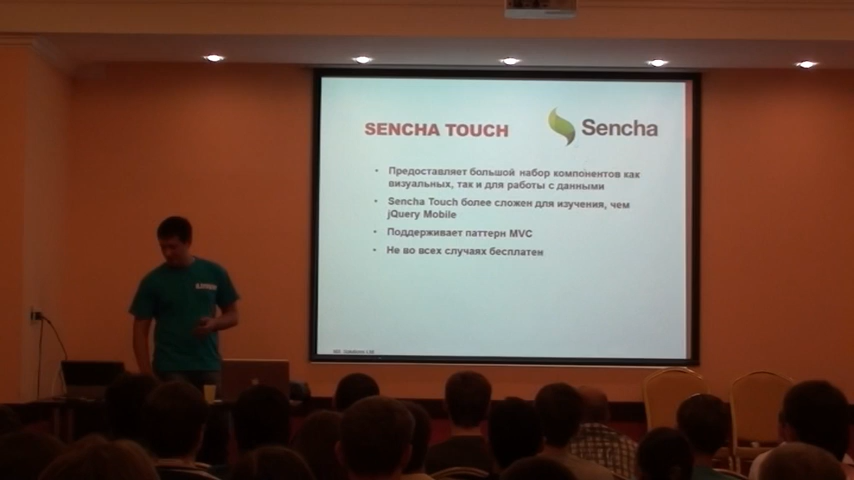 SENCHA TOUCH
Sencha
• Предоставляет большой набор компонентов как
визуальных, так и для работы с данными
• Sencha Touch более сложен для изучения, чем
jQuery Mobile
• Поддерживает паттерн MVC
• Не во всех случаях бесплатен